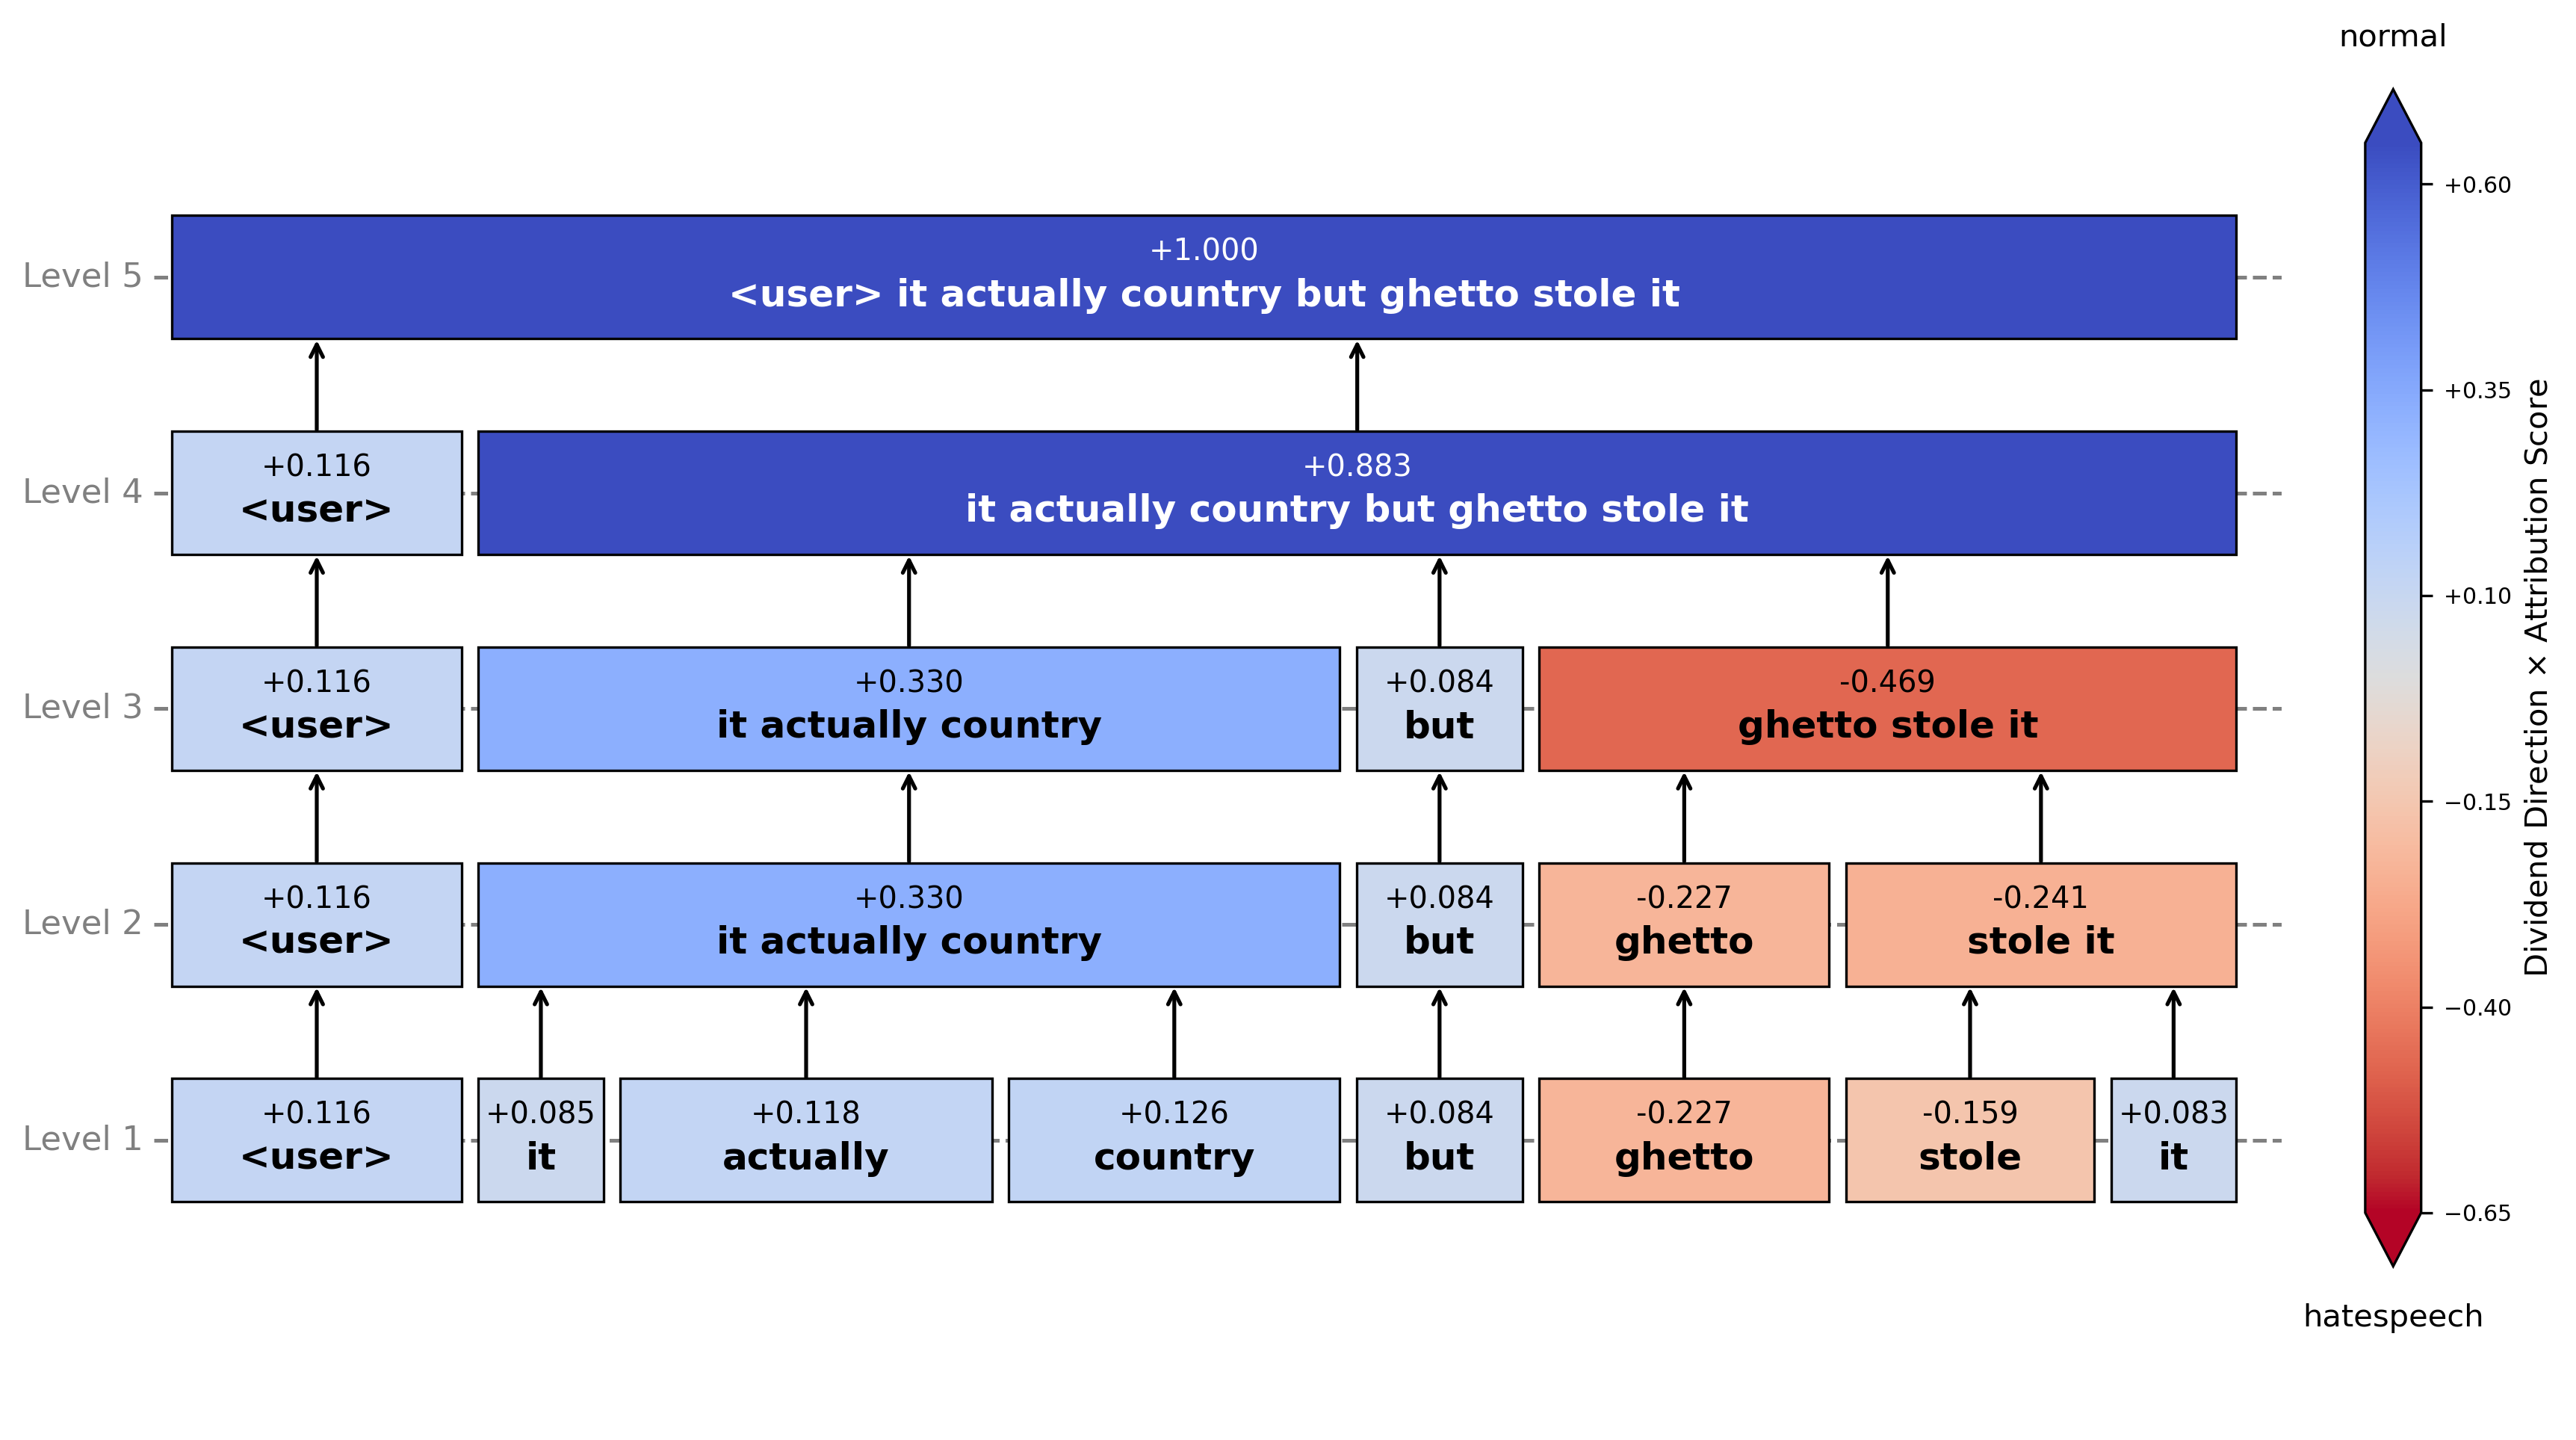 normal
+0.60
+0.35
+0.10
−0.15
−0.40
−0.65
hatespeech
Dividend Direction × Attribution Score
Level 5
+1.000
<user> it actually country but ghetto stole it
Level 4
+0.116
<user>
+0.883
it actually country but ghetto stole it
Level 3
+0.116
<user>
+0.330
it actually country
+0.084
but
-0.469
ghetto stole it
Level 2
+0.116
<user>
+0.330
it actually country
+0.084
but
-0.227
ghetto
-0.241
stole it
Level 1
+0.116
<user>
+0.085
it
+0.118
actually
+0.126
country
+0.084
but
-0.227
ghetto
-0.159
stole
+0.083
it